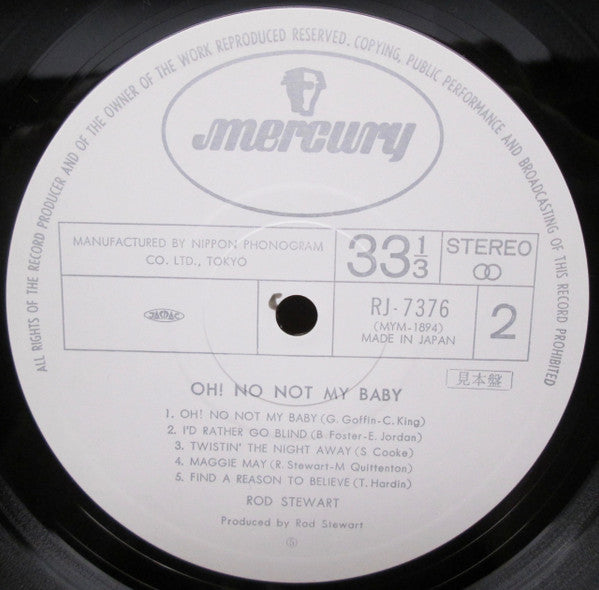 ALL RIGHTS OF THE RECORD PRODUCER AND OF THE OWNER OF THE WORK REPRODUCED RESERVED. COPYING, PUBLIC PERFORMANCE AND BROADCASTING OF THIS RECORD PROHIBITED
mercury
MANUFACTURED BY NIPPON PHONOGRAM
CO. LTD., TOKYO
33 1/3
STEREO
JASRAC
RJ-7376
(MYM-1894)
MADE IN JAPAN
2
見本盤
OH! NO NOT MY BABY
1. OH! NO NOT MY BABY (G. Goffin-C. King)
2. I'D RATHER GO BLIND (B Foster-E. Jordan)
3. TWISTIN' THE NIGHT AWAY (S Cooke)
4. MAGGIE MAY (R. Stewart-M Quittenton)
5. FIND A REASON TO BELIEVE (T. Hardin)
ROD STEWART
Produced by Rod Stewart